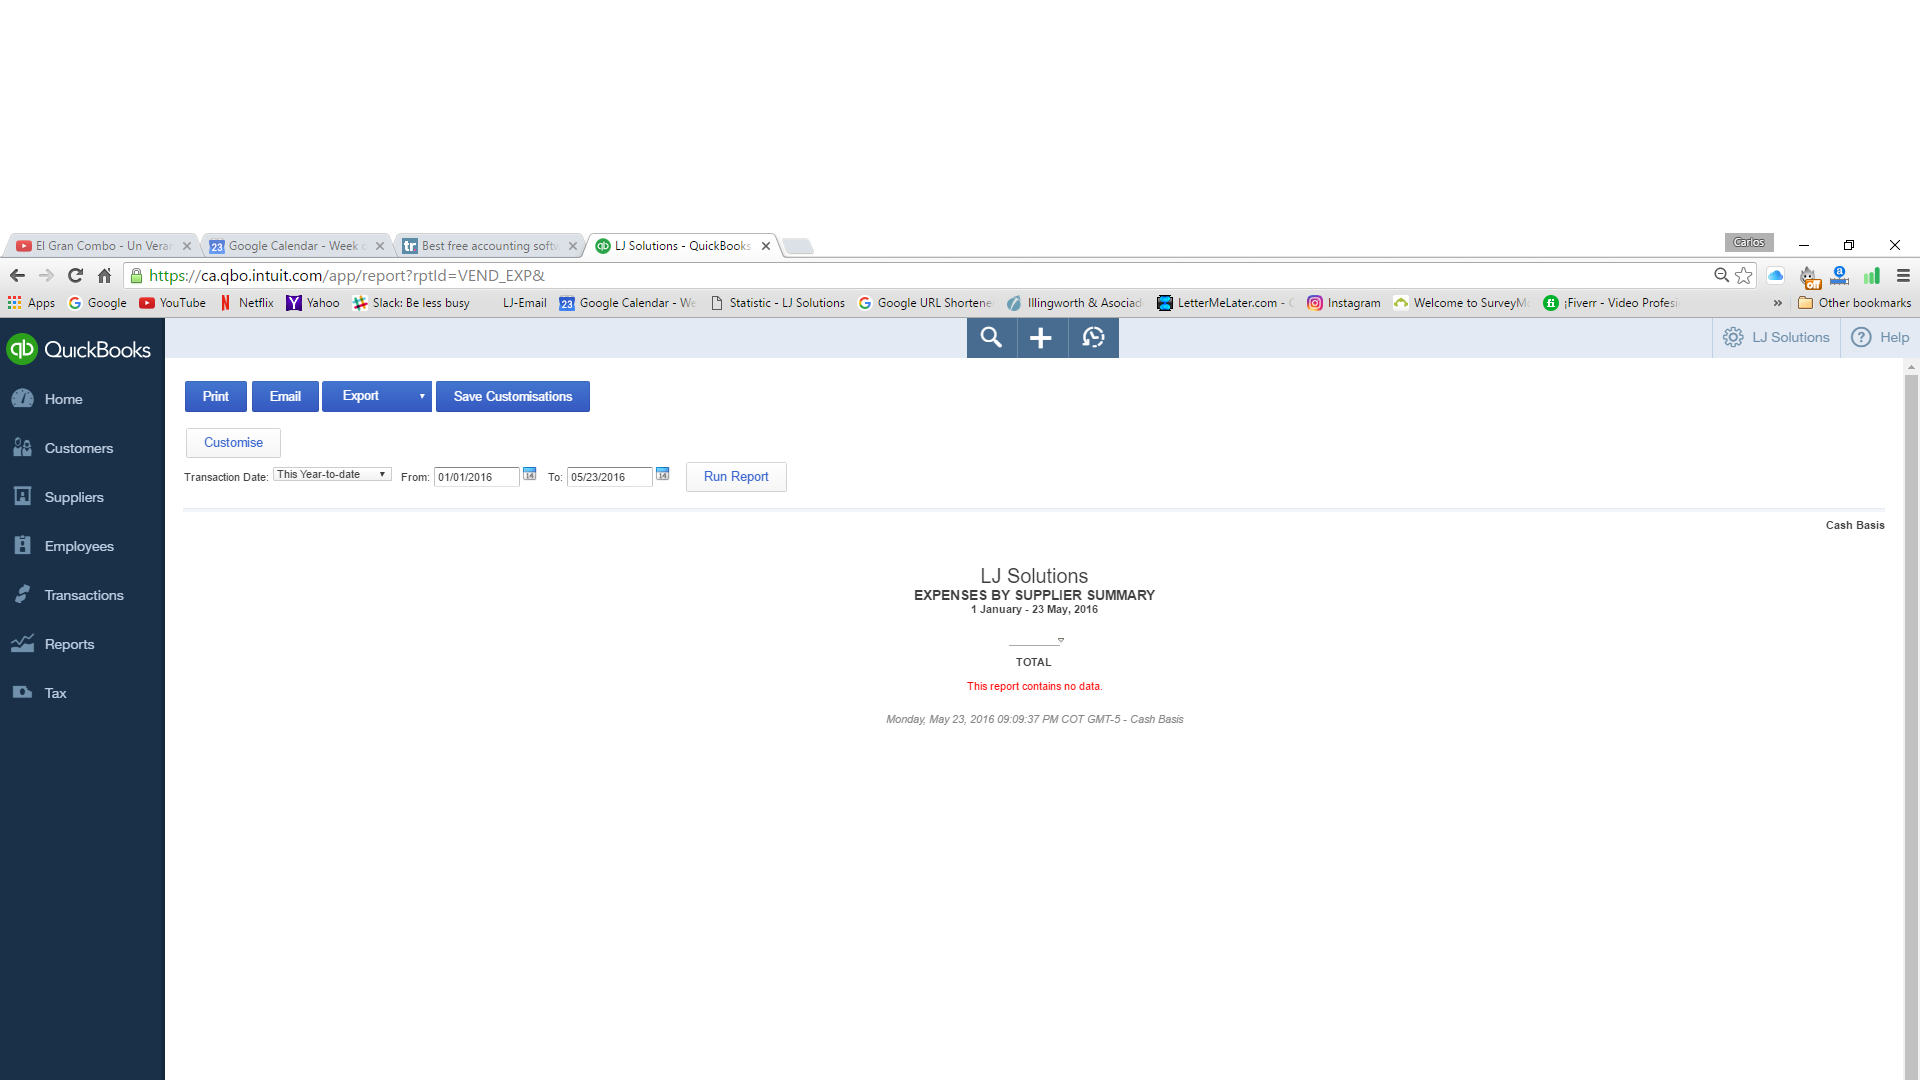 El Gran Combo - Un Vera
Google Calendar - Week
Best free accounting softw
LJ Solutions - QuickBooks
Carlos
https://ca.qbo.intuit.com/app/report?rptId=VEND_EXP&
Apps
Google
YouTube
Netflix
Yahoo
Slack: Be less busy
LJ-Email
Google Calendar - We
Statistic - LJ Solutions
Google URL Shortene
Illingworth & Asociad
LetterMeLater.com -
Instagram
Welcome to SurveyM
¡Fiverr - Video Profesi
Other bookmarks
QuickBooks
LJ Solutions
Help
Home
Customers
Suppliers
Employees
Transactions
Reports
Tax
Print
Email
Export
Save Customisations
Customise
Transaction Date: This Year-to-date From: 01/01/2016 To: 05/23/2016 Run Report
Cash Basis
LJ Solutions
EXPENSES BY SUPPLIER SUMMARY
1 January - 23 May, 2016
TOTAL
This report contains no data.
Monday, May 23, 2016 09:09:37 PM COT GMT-5 - Cash Basis